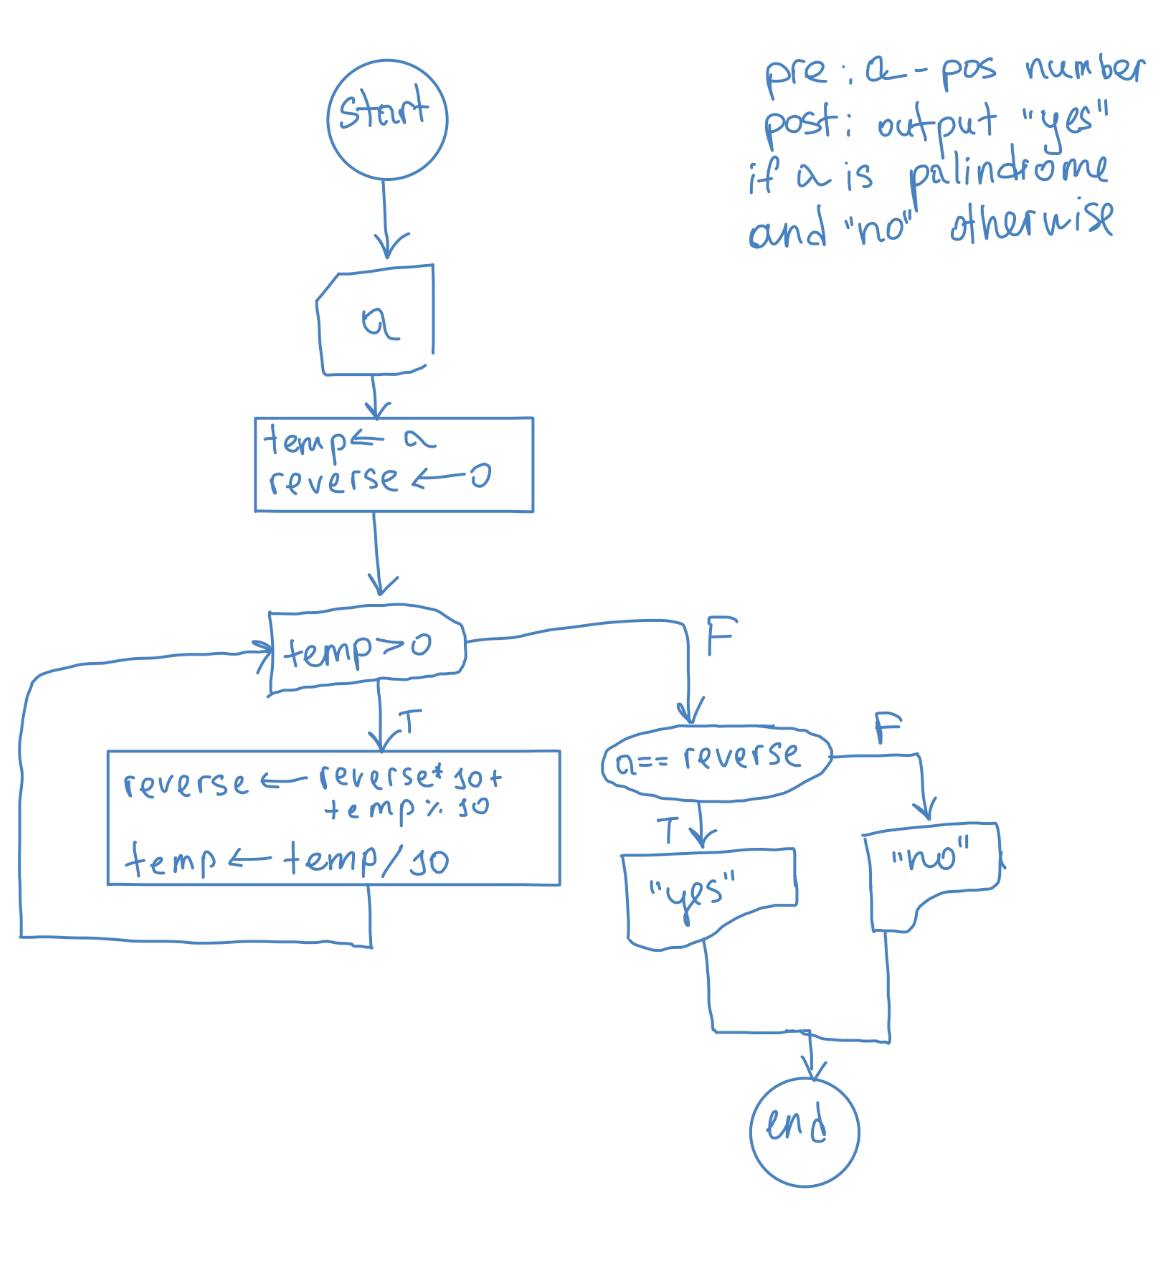 start
pre: a - pos number
post: output "yes"
if a is palindrome
and "no" otherwise
a
temp ← a
reverse ← 0
temp > 0
F
T
reverse ← reverse * 10 +
temp % 10
temp ← temp / 10
a == reverse
F
T
"yes"
"no"
end